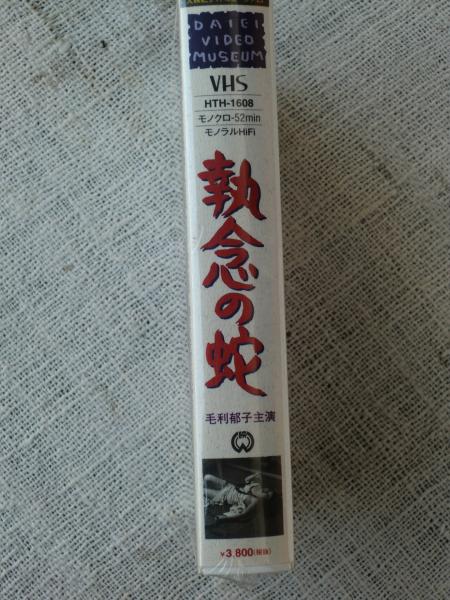 DAIEI
VIDEO
MUSEUM
VHS
HTH-1608
モノクロ-52min
モノラルHiFi
執念の蛇
毛利郁子主演
¥3,800(税抜)